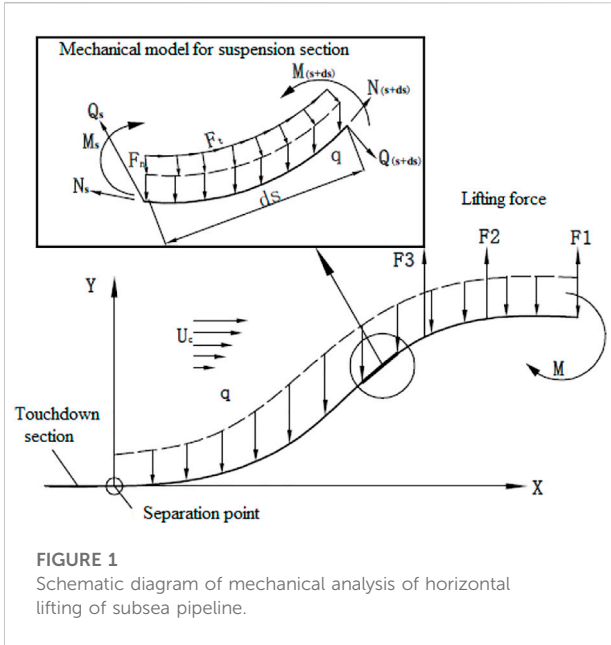 Mechanical model for suspension section
M(s+ds)
N(s+ds)
Qs
Ms
Ft
Fn
q
Q(s+ds)
Ns
ds
Lifting force
F3
F2
F1
Y
Uc
M
q
Touchdown
section
X
Separation point
FIGURE 1
Schematic diagram of mechanical analysis of horizontal
lifting of subsea pipeline.